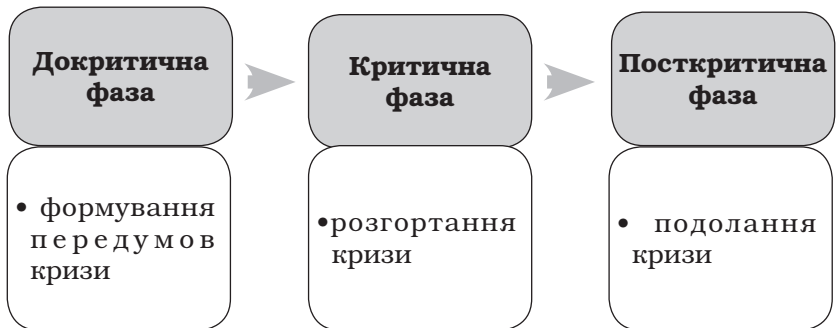 Докритична
фаза
Критична
фаза
Посткритична
фаза
• формування
передумов
кризи
•розгортання
кризи
• подолання
кризи